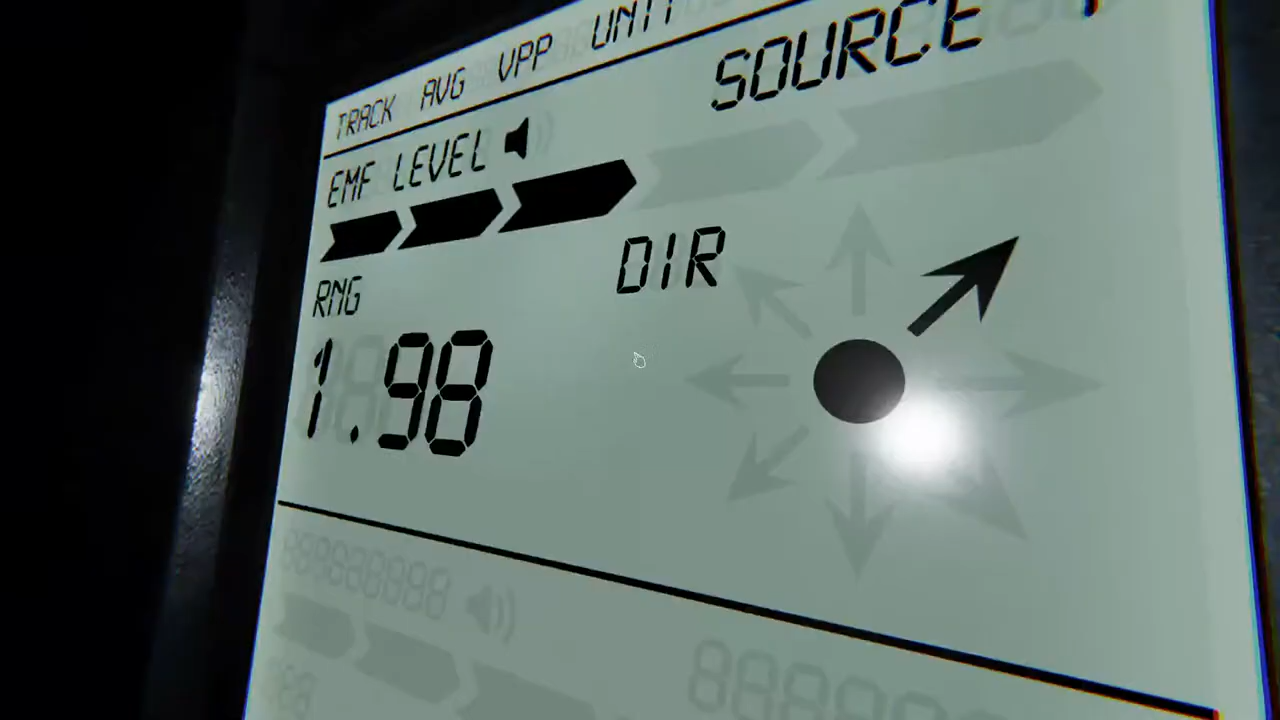 TRACK AVG VPP UNIT
SOURCE
EMF LEVEL
RNG
DIR
1.98